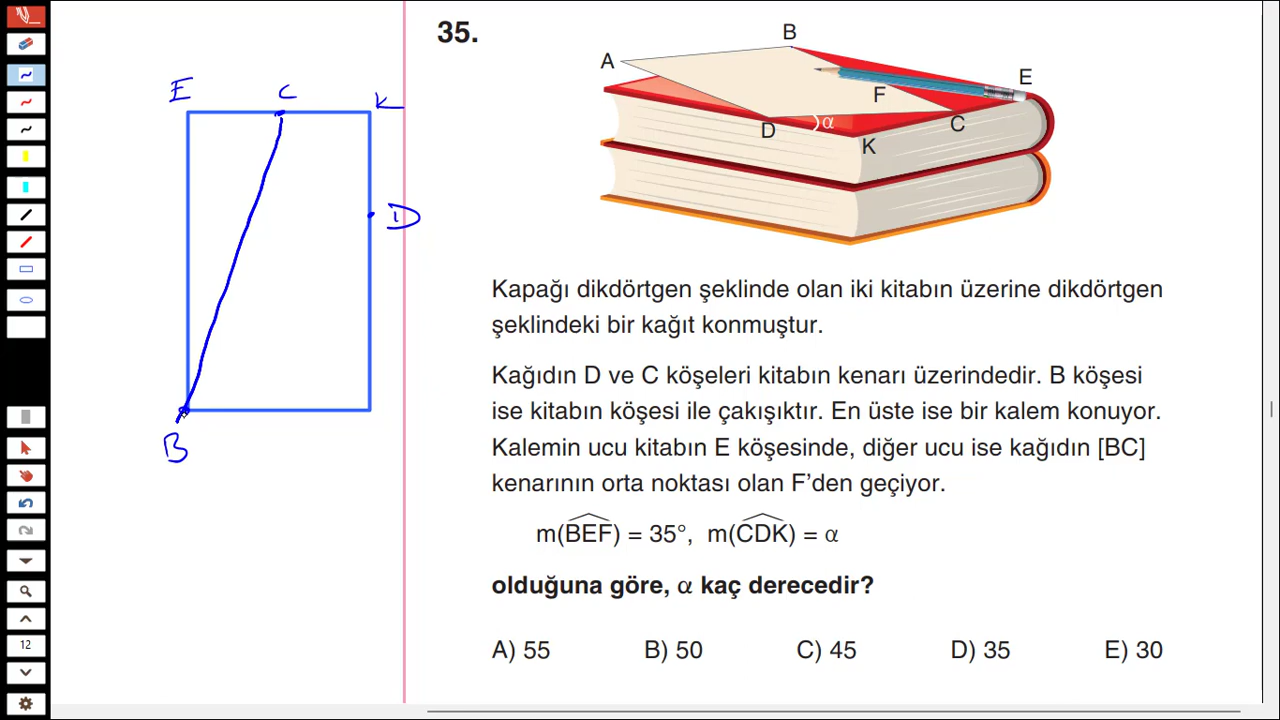 E
C
K
D
B
12
35.
A
B
E
F
D
α
C
K
Kapağı dikdörtgen şeklinde olan iki kitabın üzerine dikdörtgen
şeklindeki bir kağıt konmuştur.
Kağıdın D ve C köşeleri kitabın kenarı üzerindedir. B köşesi
ise kitabın köşesi ile çakışıktır. En üste ise bir kalem konuyor.
Kalemin ucu kitabın E köşesinde, diğer ucu ise kağıdın [BC]
kenarının orta noktası olan F’den geçiyor.
m(BEF) = 35°, m(CDK) = α
olduğuna göre, α kaç derecedir?
A) 55 B) 50 C) 45 D) 35 E) 30